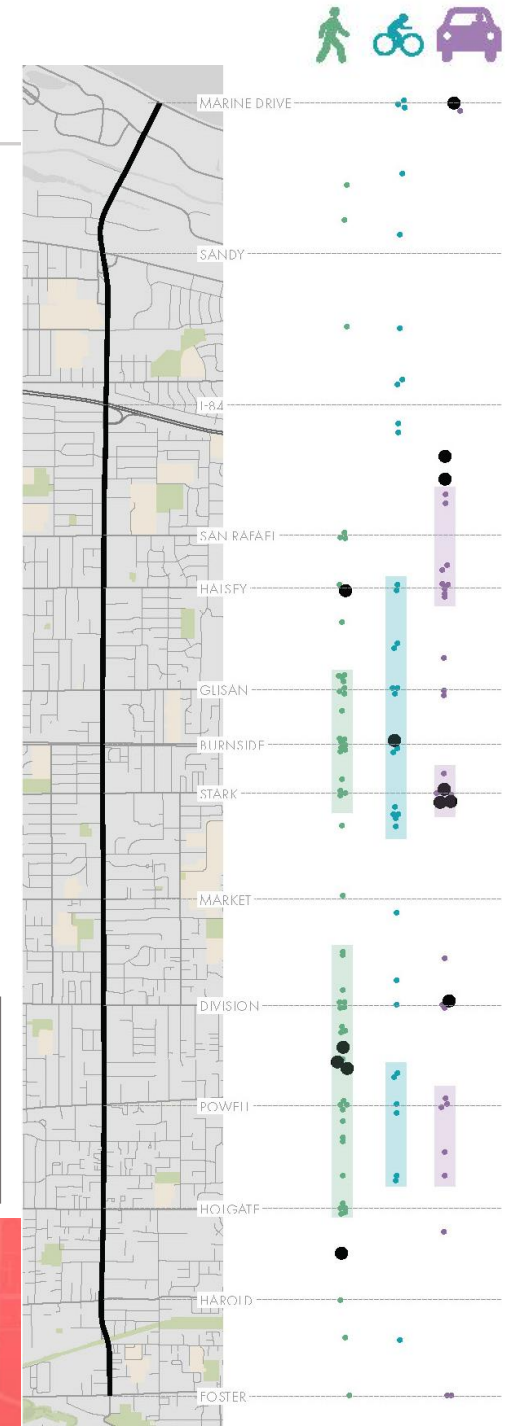 MARINE DRIVE
SANDY
I-84
SAN RAFAEL
HALSEY
GLISAN
BURNSIDE
STARK
MARKET
DIVISION
POWELL
HOLGATE
HAROLD
FOSTER